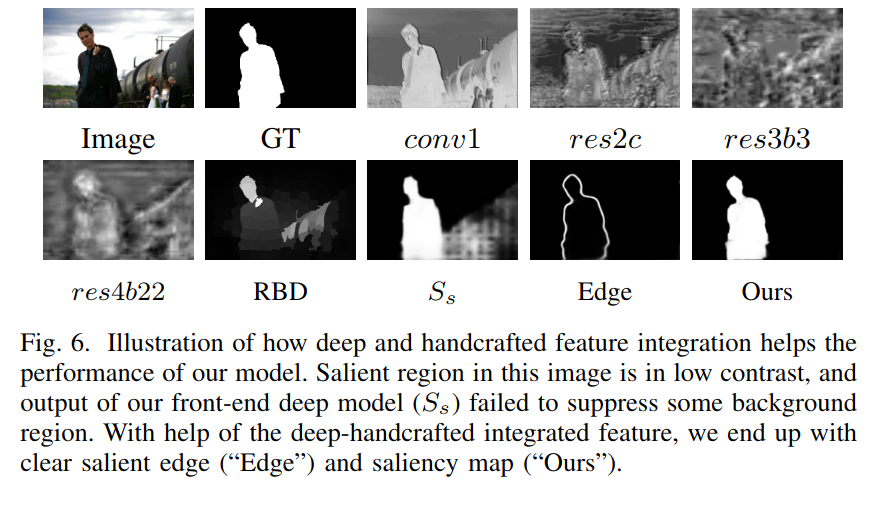 Image GT conv1 res2c res3b3
res4b22 RBD Sₛ Edge Ours
Fig. 6. Illustration of how deep and handcrafted feature integration helps the
performance of our model. Salient region in this image is in low contrast, and
output of our front-end deep model (Sₛ) failed to suppress some background
region. With help of the deep-handcrafted integrated feature, we end up with
clear salient edge (“Edge”) and saliency map (“Ours”).